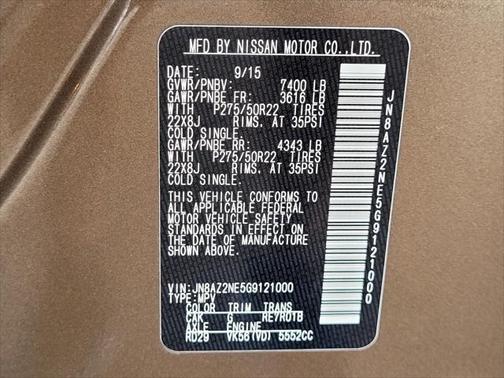 MFD BY NISSAN MOTOR CO.,LTD.
DATE: 9/15
GVWR/PNBV: 7400 LB
GAWR/PNBE FR: 3616 LB
WITH P275/50R22 TIRES
22X8J RIMS, AT 35PSI
COLD SINGLE.
GAWR/PNBE RR: 4343 LB
WITH P275/50R22 TIRES
22X8J RIMS, AT 35PSI
COLD SINGLE.
THIS VEHICLE CONFORMS TO
ALL APPLICABLE FEDERAL
MOTOR VEHICLE SAFETY
STANDARDS IN EFFECT ON
THE DATE OF MANUFACTURE
SHOWN ABOVE.
VIN: JN8AZ2NE5G9121000
TYPE: MPV
COLOR TRIM TRANS
CAK G RE7R01B
AXLE ENGINE
RD29 VK56(VD) 5552CC
JN8AZ2NE5G9121000